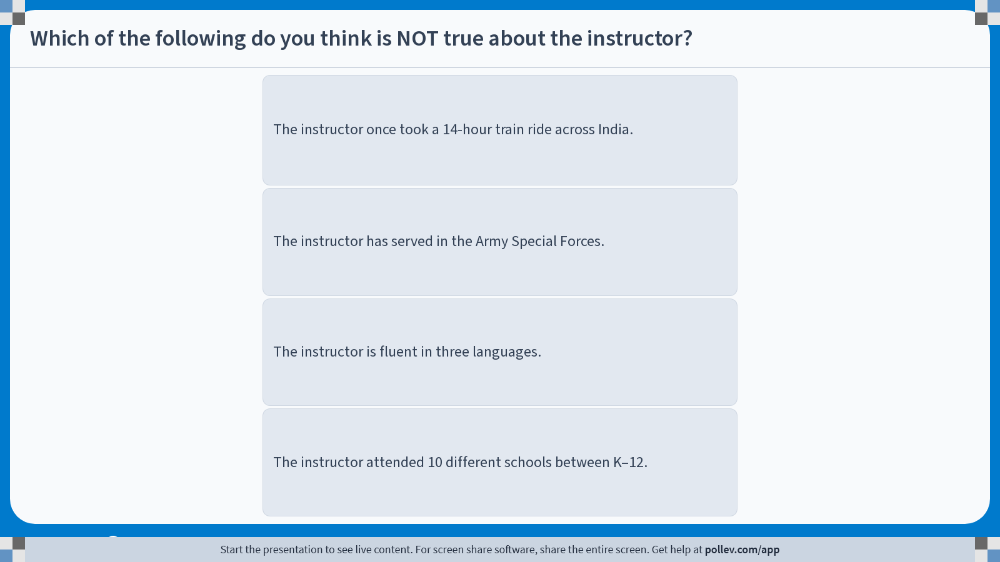 Which of the following do you think is NOT true about the instructor?
The instructor once took a 14-hour train ride across India.
The instructor has served in the Army Special Forces.
The instructor is fluent in three languages.
The instructor attended 10 different schools between K–12.
Start the presentation to see live content. For screen share software, share the entire screen. Get help at pollev.com/app